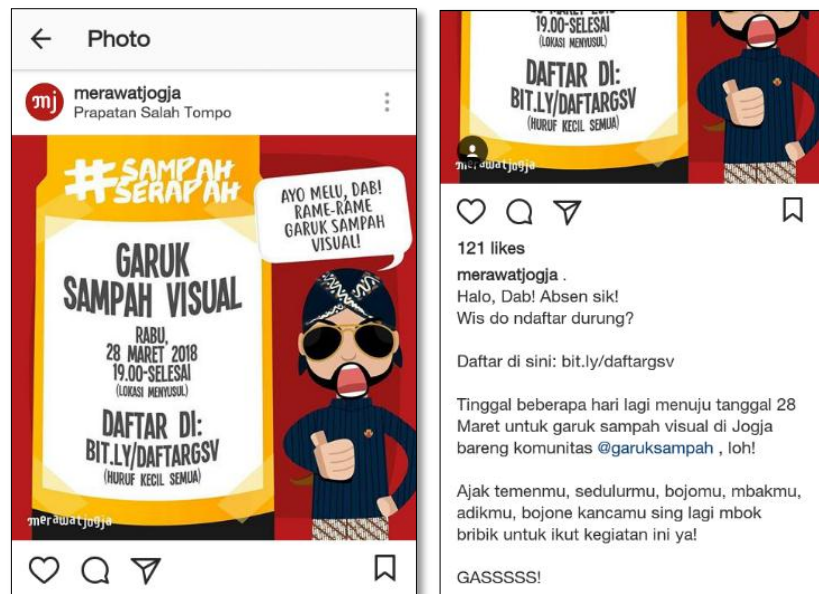 Photo
mj
merawatjogja
Prapatan Salah Tompo
#SAMPAH
SERAPAH
AYO MELU, DAB!
RAME-RAME
GARUK SAMPAH
VISUAL!
GARUK
SAMPAH VISUAL
RABU,
28 MARET 2018
19.00-SELESAI
(LOKASI MENYUSUL)
DAFTAR DI:
BIT.LY/DAFTARGSV
(HURUF KECIL SEMUA)
merawatjogja
28 MARET 2018
19.00-SELESAI
(LOKASI MENYUSUL)
DAFTAR DI:
BIT.LY/DAFTARGSV
(HURUF KECIL SEMUA)
merawatjogja
121 likes
merawatjogja .
Halo, Dab! Absen sik!
Wis do ndaftar durung?
Daftar di sini: bit.ly/daftargsv
Tinggal beberapa hari lagi menuju tanggal 28
Maret untuk garuk sampah visual di Jogja
bareng komunitas @garuksampah , loh!
Ajak temenmu, sedulurmu, bojomu, mbakmu,
adikmu, bojone kancamu sing lagi mbok
bribik untuk ikut kegiatan ini ya!
GASSSSS!